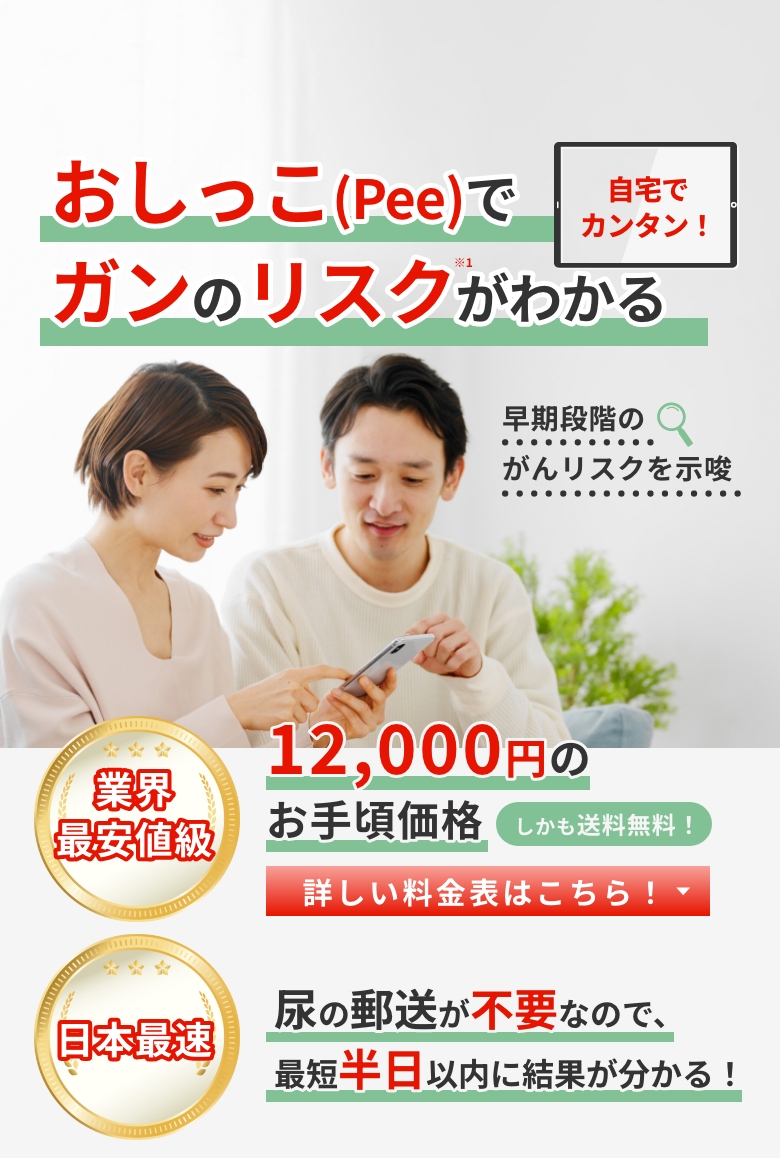 おしっこ(Pee)で
自宅で
カンタン！
ガンのリスク※1がわかる
早期段階の
がんリスクを示唆
業界
最安値級
12,000円の
お手頃価格
しかも送料無料！
詳しい料金表はこちら！
日本最速
尿の郵送が不要なので、
最短半日以内に結果が分かる！